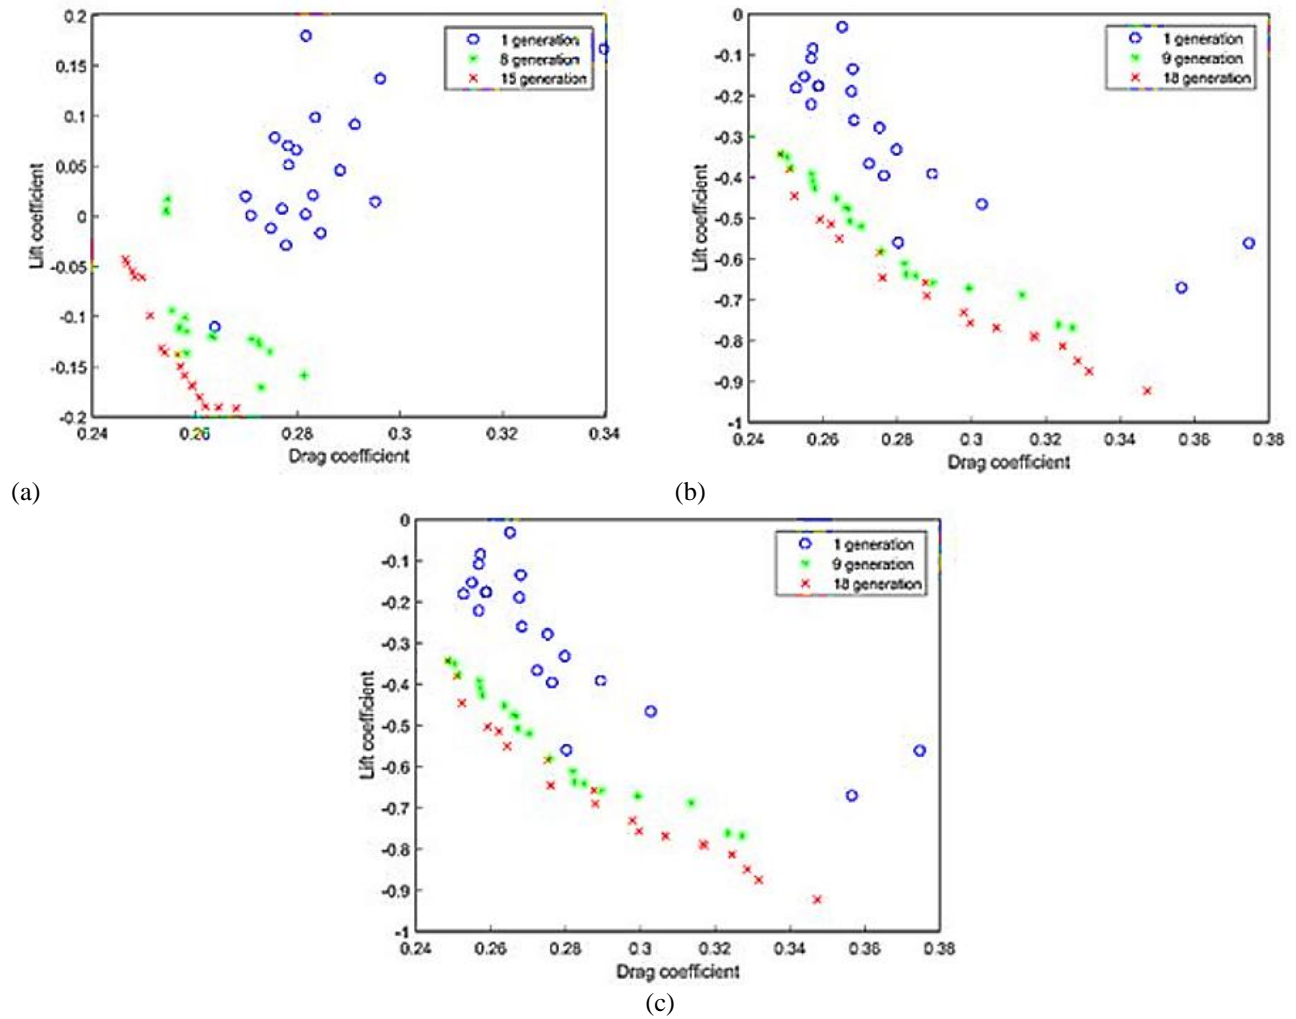 0.2
0.15
0.1
0.05
0
-0.05
-0.1
-0.15
-0.2
Lift coefficient
0.24
0.26
0.28
0.3
0.32
0.34
Drag coefficient
1 generation
8 generation
15 generation
(a)
0
-0.1
-0.2
-0.3
-0.4
-0.5
-0.6
-0.7
-0.8
-0.9
-1
Lift coefficient
0.24
0.26
0.28
0.3
0.32
0.34
0.36
0.38
Drag coefficient
1 generation
9 generation
18 generation
(b)
0
-0.1
-0.2
-0.3
-0.4
-0.5
-0.6
-0.7
-0.8
-0.9
-1
Lift coefficient
0.24
0.26
0.28
0.3
0.32
0.34
0.36
0.38
Drag coefficient
1 generation
9 generation
18 generation
(c)